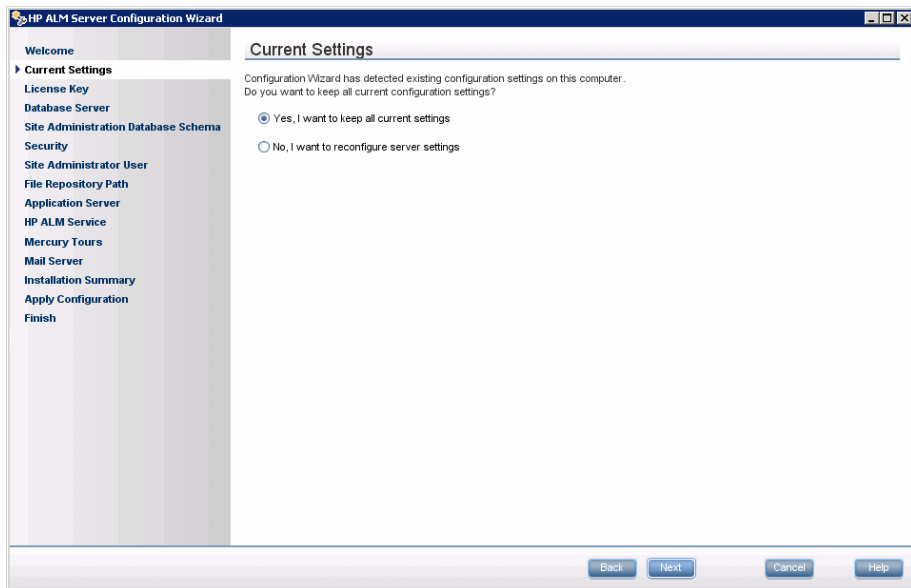 HP ALM Server Configuration Wizard
Welcome
Current Settings
License Key
Database Server
Site Administration Database Schema
Security
Site Administrator User
File Repository Path
Application Server
HP ALM Service
Mercury Tours
Mail Server
Installation Summary
Apply Configuration
Finish
Current Settings
Configuration Wizard has detected existing configuration settings on this computer.
Do you want to keep all current configuration settings?
Yes, I want to keep all current settings
No, I want to reconfigure server settings
Back
Next
Cancel
Help